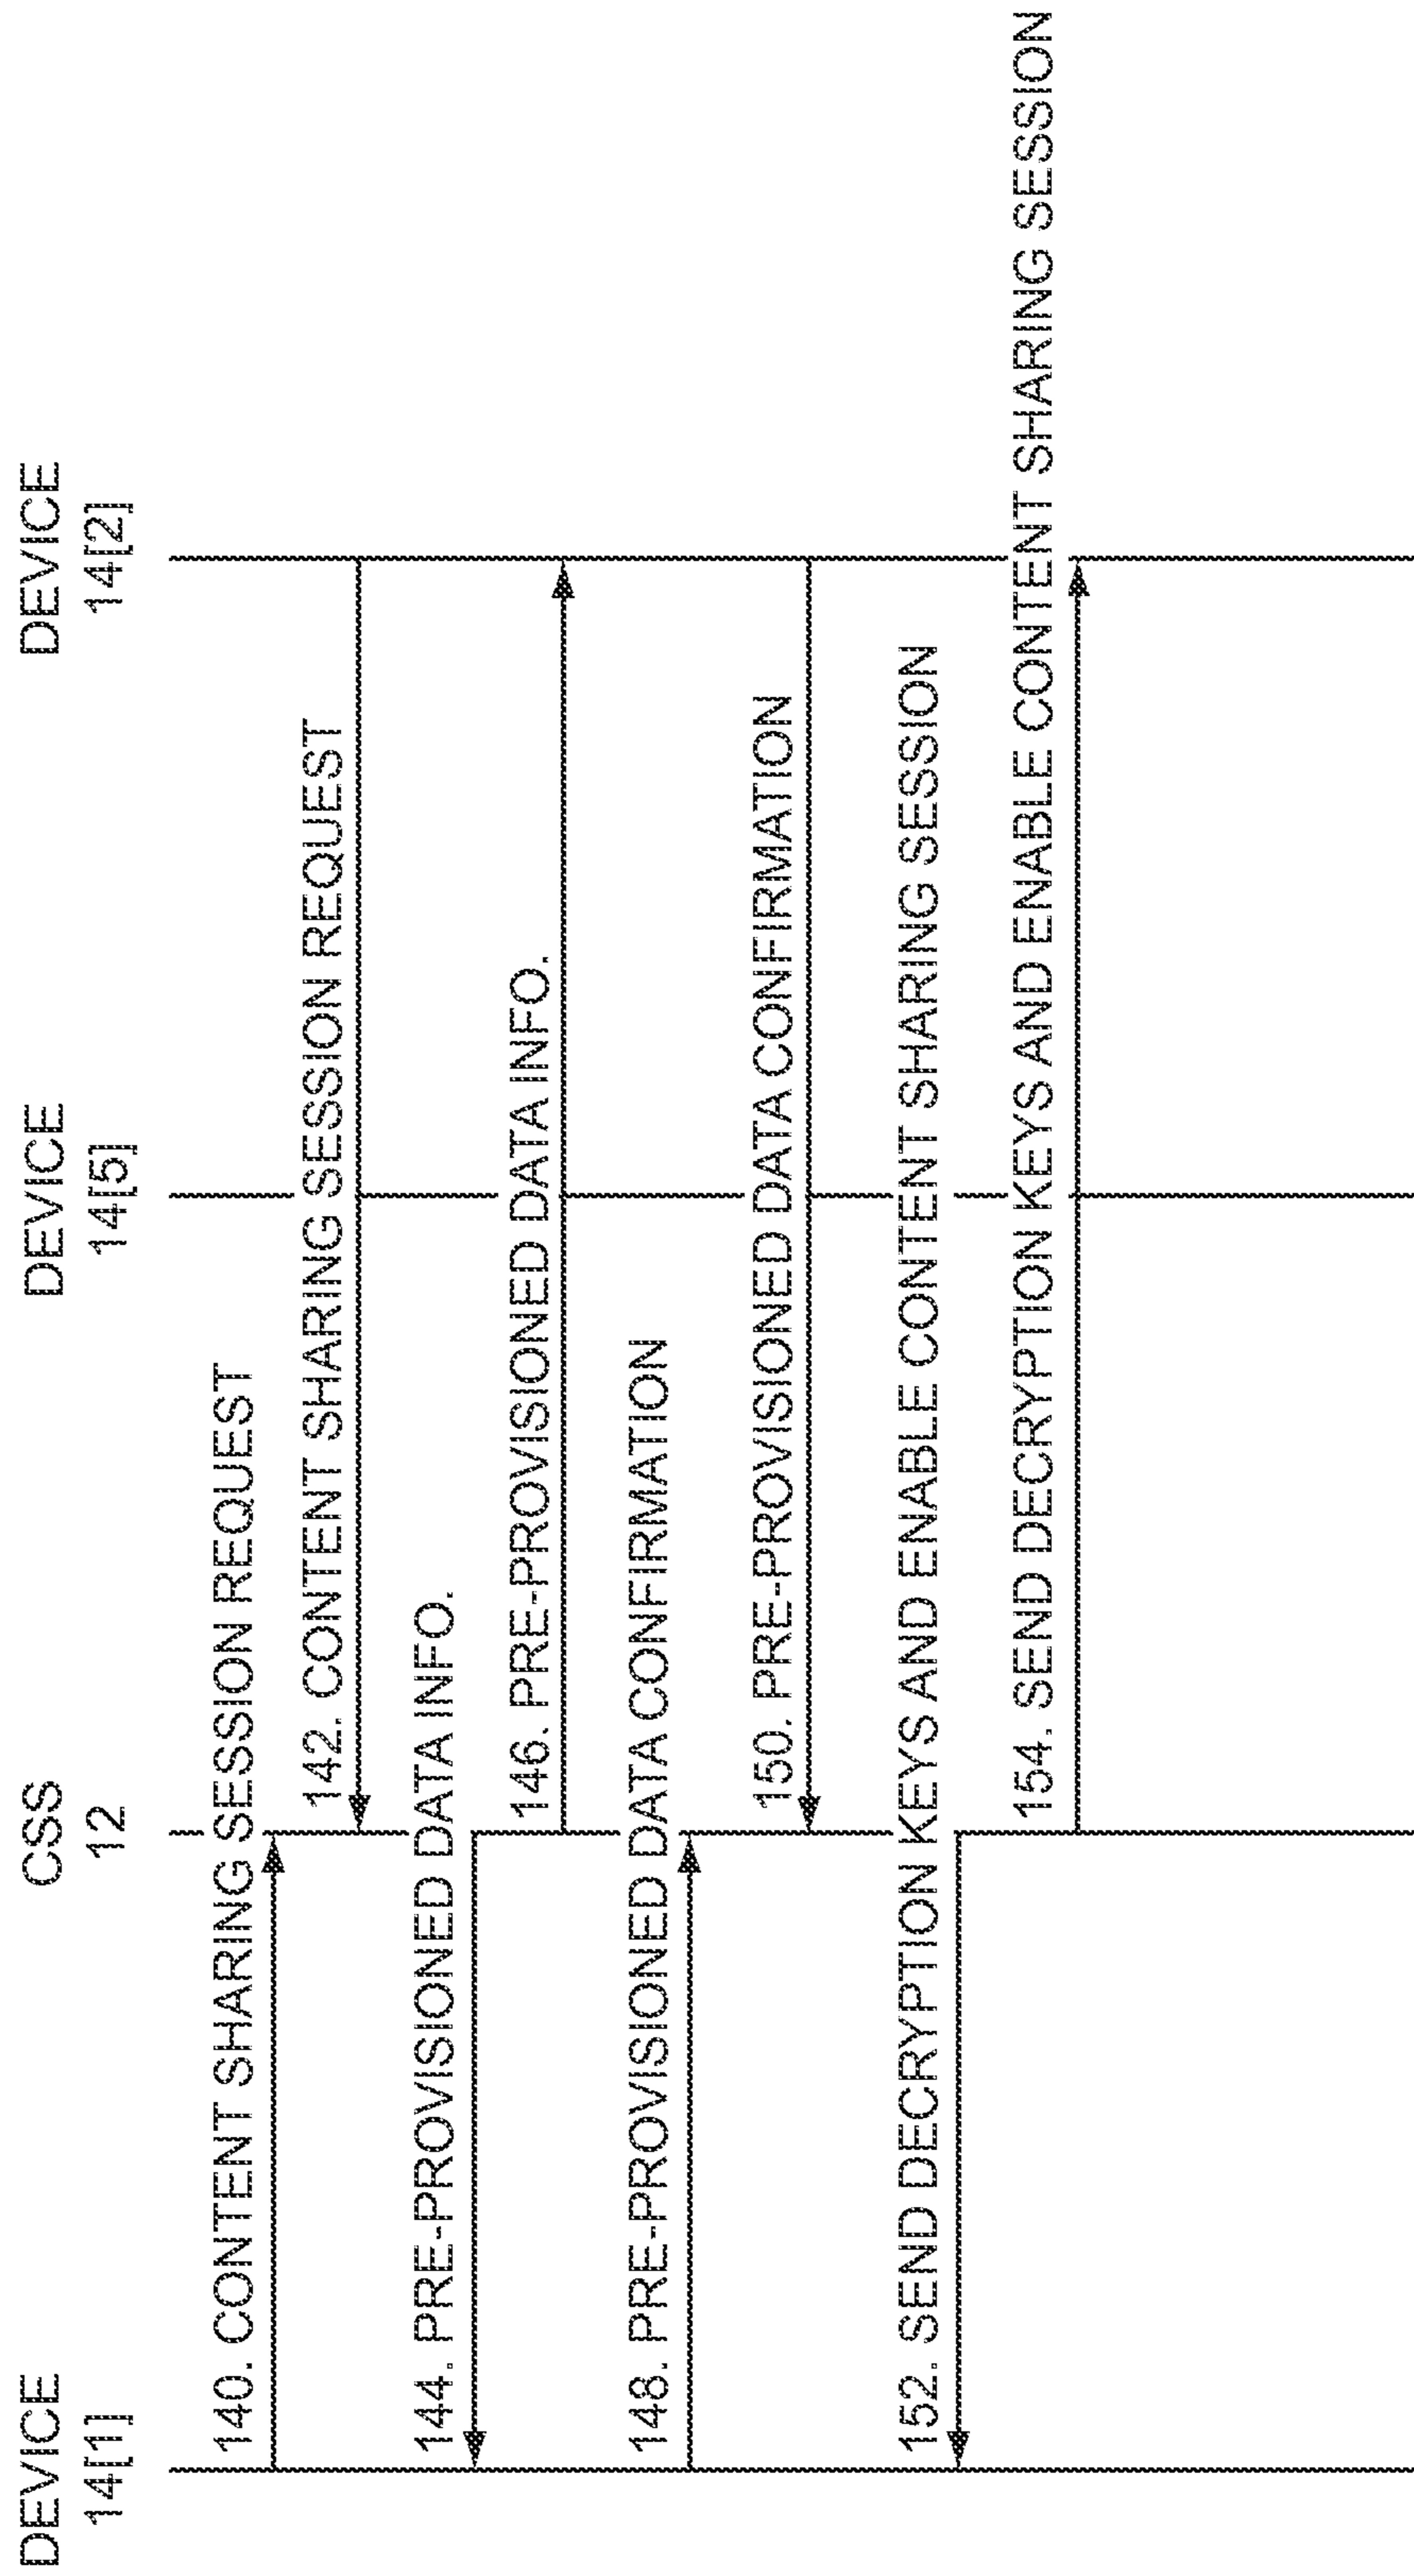 DEVICE
14[1]
CSS
12
DEVICE
14[5]
DEVICE
14[2]
140. CONTENT SHARING SESSION REQUEST
142. CONTENT SHARING SESSION REQUEST
144. PRE-PROVISIONED DATA INFO.
146. PRE-PROVISIONED DATA INFO.
148. PRE-PROVISIONED DATA CONFIRMATION
150. PRE-PROVISIONED DATA CONFIRMATION
152. SEND DECRYPTION KEYS AND ENABLE CONTENT SHARING SESSION
154. SEND DECRYPTION KEYS AND ENABLE CONTENT SHARING SESSION